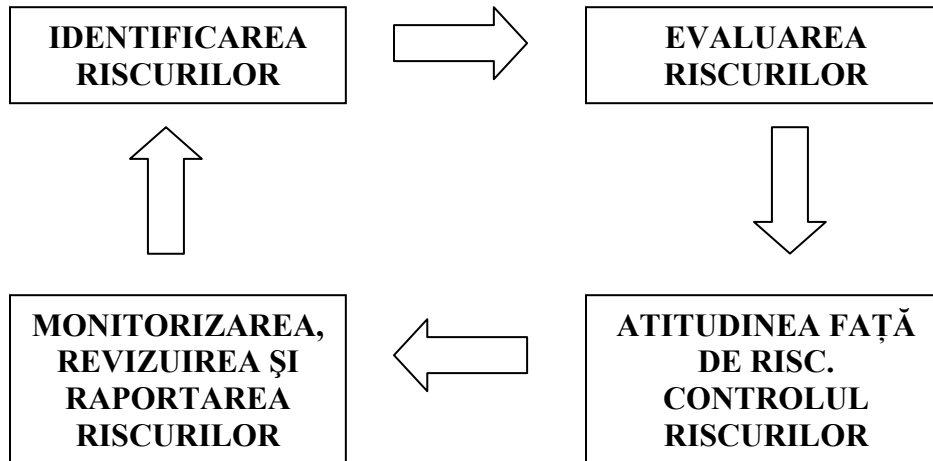 IDENTIFICAREA
RISCURILOR
EVALUAREA
RISCURILOR
MONITORIZAREA,
REVIZUIREA ŞI
RAPORTAREA
RISCURILOR
ATITUDINEA FAȚĂ
DE RISC.
CONTROLUL
RISCURILOR